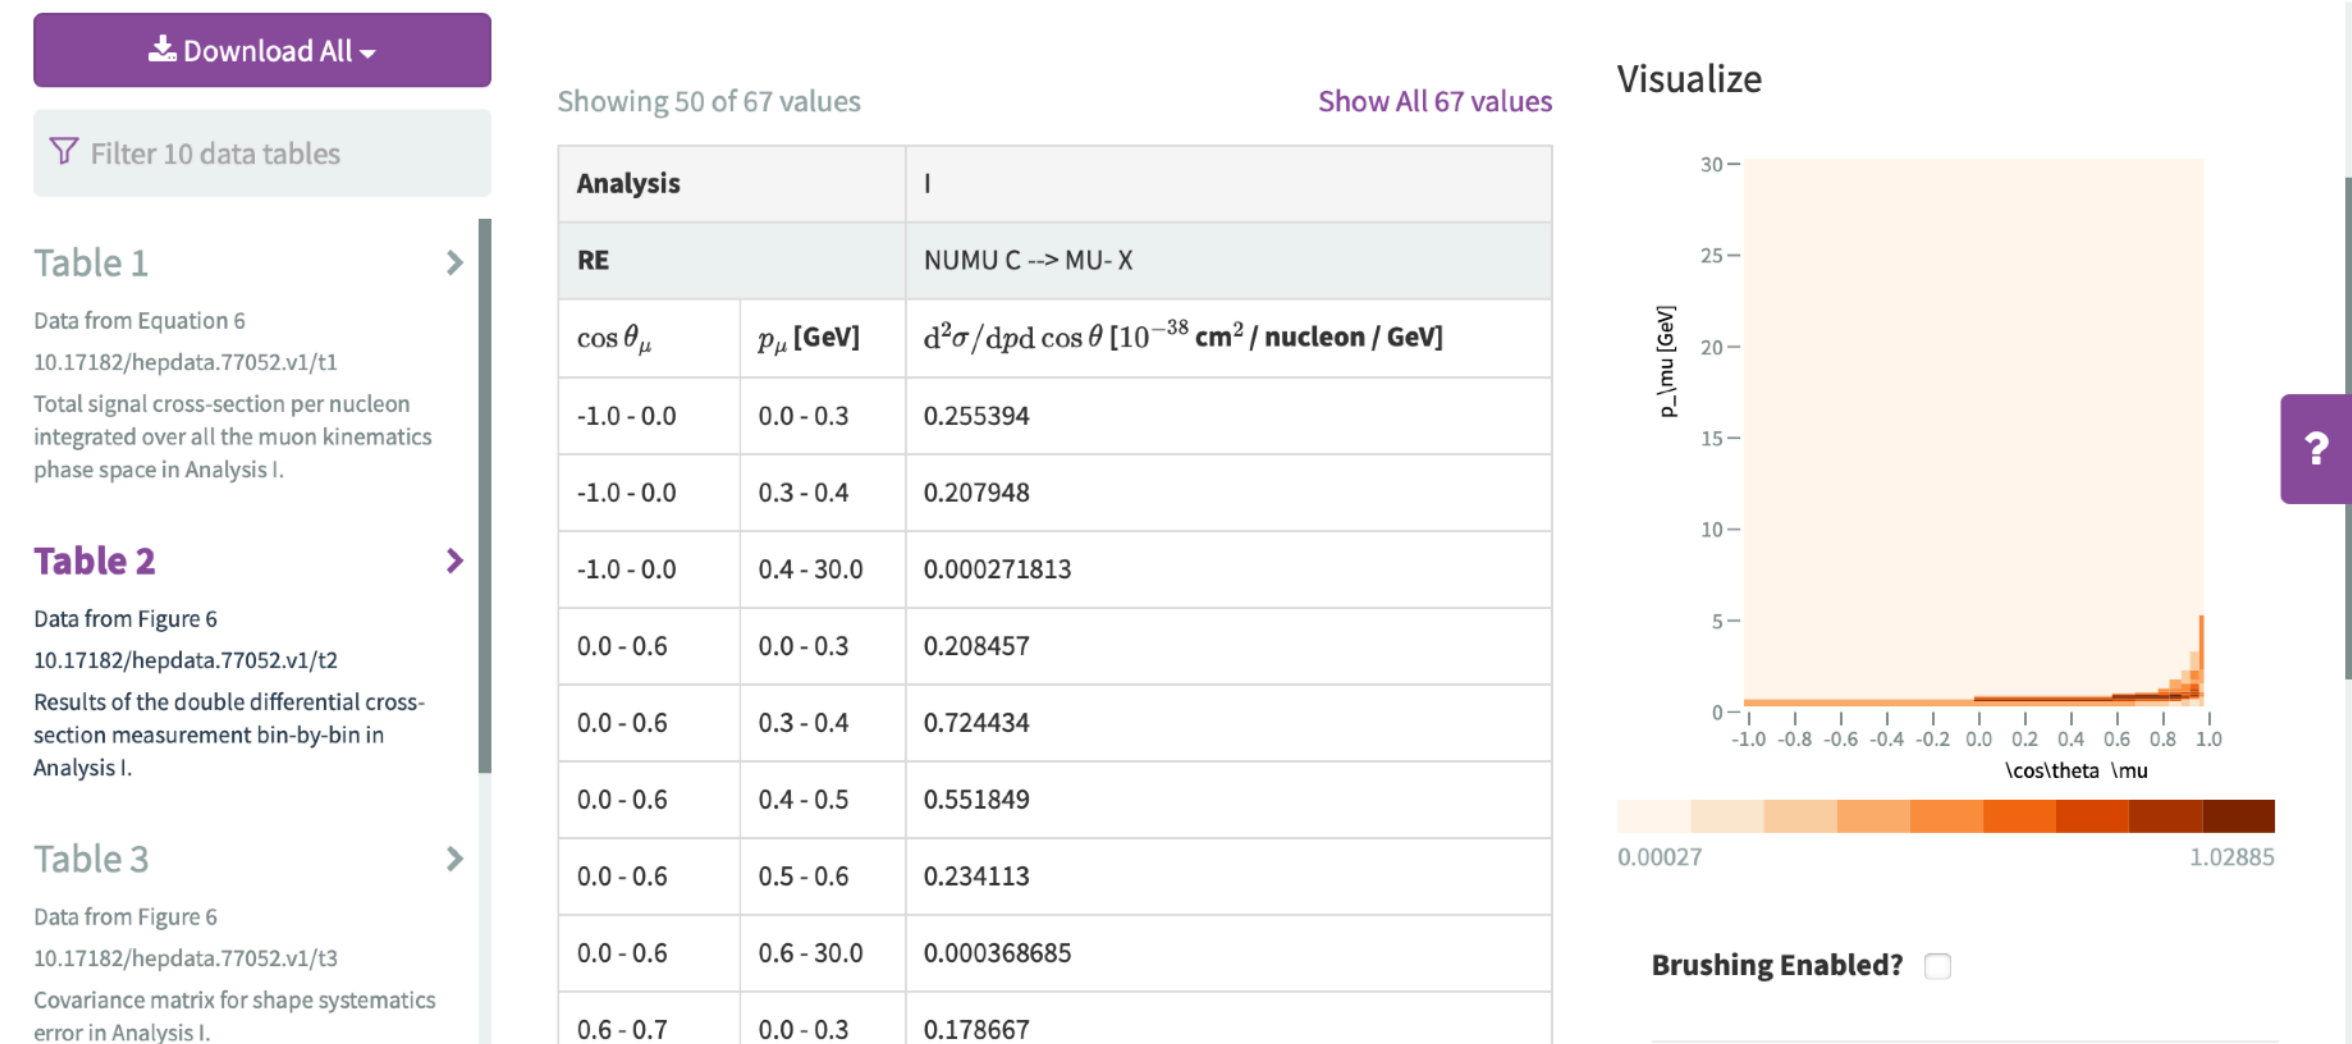 Download All
Filter 10 data tables
Table 1
Data from Equation 6
10.17182/hepdata.77052.v1/t1
Total signal cross-section per nucleon
integrated over all the muon kinematics
phase space in Analysis I.
Table 2
Data from Figure 6
10.17182/hepdata.77052.v1/t2
Results of the double differential cross-
section measurement bin-by-bin in
Analysis I.
Table 3
Data from Figure 6
10.17182/hepdata.77052.v1/t3
Covariance matrix for shape systematics
error in Analysis I.
Showing 50 of 67 values Show All 67 values
Analysis I
RE NUMU C --> MU- X
cos θ_μ p_μ [GeV] d²σ/dpd cos θ [10⁻³⁸ cm² / nucleon / GeV]
-1.0 - 0.0 0.0 - 0.3 0.255394
-1.0 - 0.0 0.3 - 0.4 0.207948
-1.0 - 0.0 0.4 - 30.0 0.000271813
0.0 - 0.6 0.0 - 0.3 0.208457
0.0 - 0.6 0.3 - 0.4 0.724434
0.0 - 0.6 0.4 - 0.5 0.551849
0.0 - 0.6 0.5 - 0.6 0.234113
0.0 - 0.6 0.6 - 30.0 0.000368685
0.6 - 0.7 0.0 - 0.3 0.178667
Visualize
30
25
20
15
10
5
0
p_\mu [GeV]
-1.0 -0.8 -0.6 -0.4 -0.2 0.0 0.2 0.4 0.6 0.8 1.0
\cos\theta_\mu
0.00027 1.02885
Brushing Enabled?
?